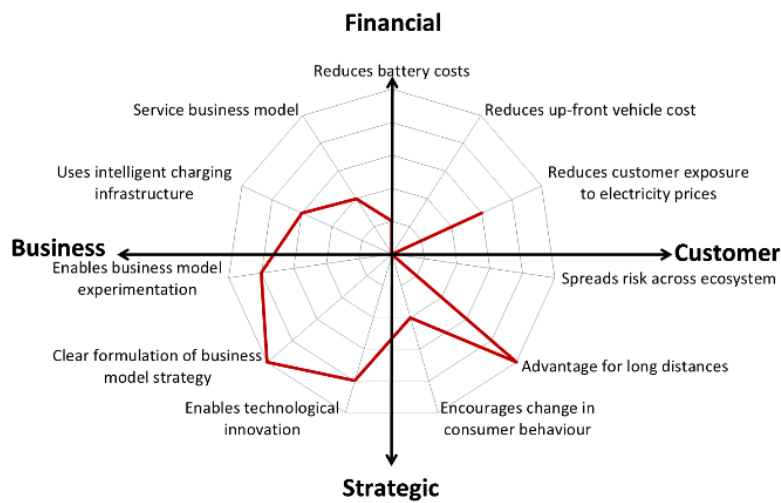 Financial
Reduces battery costs
Service business model
Reduces up-front vehicle cost
Uses intelligent charging
infrastructure
Reduces customer exposure
to electricity prices
Business
Customer
Enables business model
experimentation
Spreads risk across ecosystem
Clear formulation of business
model strategy
Advantage for long distances
Enables technological
innovation
Encourages change in
consumer behaviour
Strategic